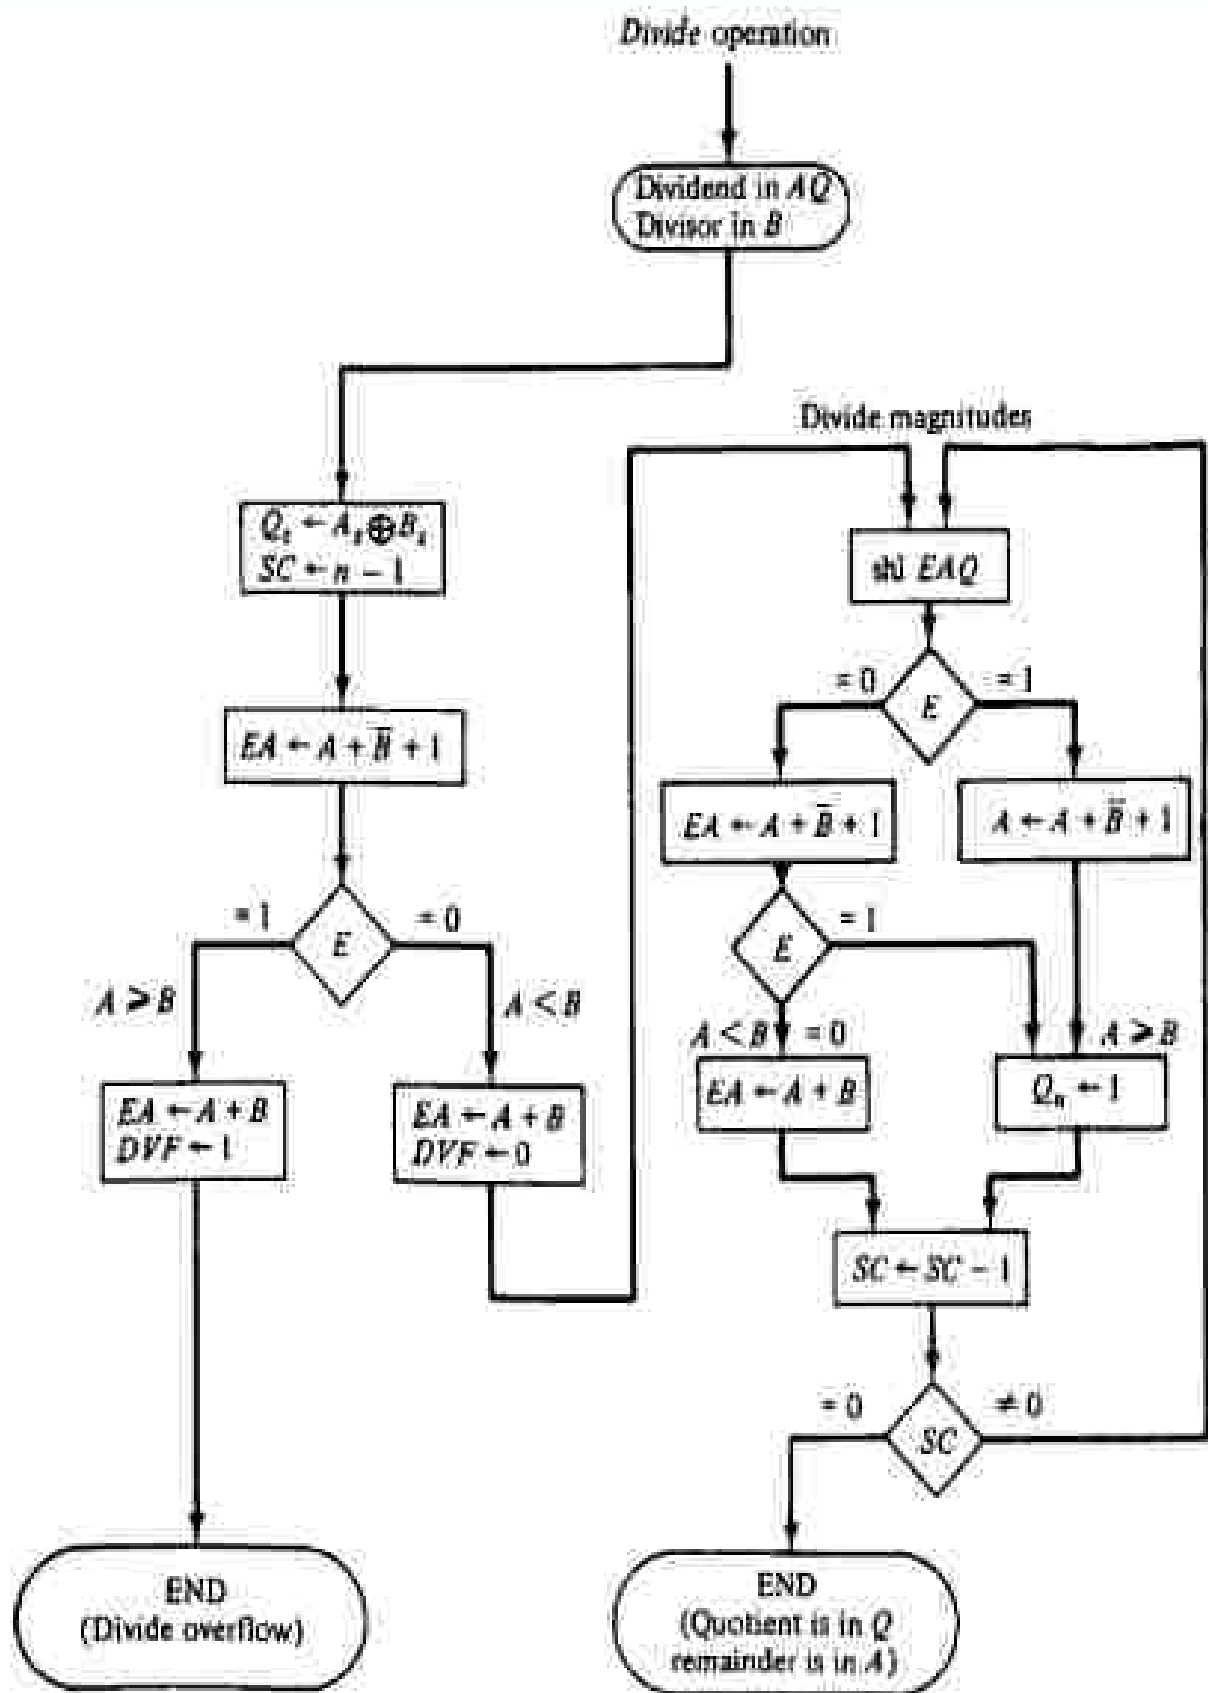 Divide operation
Dividend in AQ
Divisor in B
Divide magnitudes
Qₛ ← Aₛ ⊕ Bₛ
SC ← n − 1
shl EAQ
= 0
E
= 1
EA ← A + B̅ + 1
EA ← A + B̅ + 1
A ← A + B̅ + 1
= 1
E
= 0
E
= 1
A ⩾ B
A < B
A < B
= 0
A ⩾ B
EA ← A + B
DVF ← 1
EA ← A + B
DVF ← 0
EA ← A + B
Qₙ ← 1
SC ← SC − 1
= 0
SC
≠ 0
END
(Divide overflow)
END
(Quotient is in Q
remainder is in A)